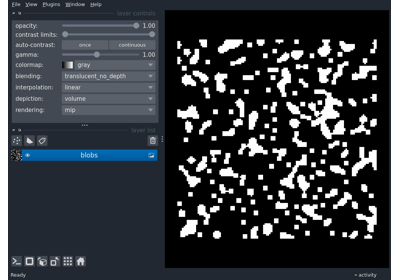 File View Plugins Window Help
layer controls
opacity: 1.00
contrast limits:
auto-contrast: once continuous
gamma: 1.00
colormap: gray
blending: translucent_no_depth
interpolation: linear
depiction: volume
rendering: mip
layer list
blobs
Ready activity